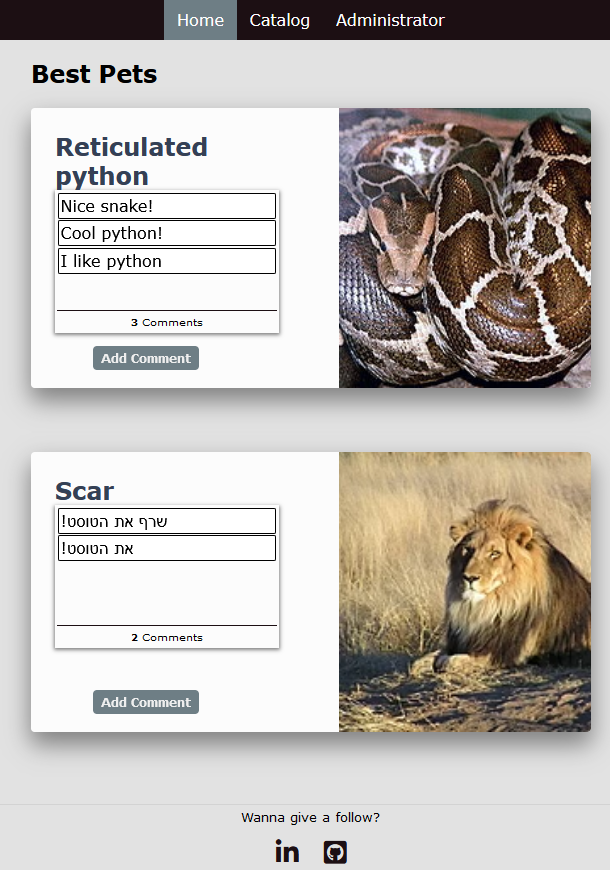 Home Catalog Administrator
Best Pets
Reticulated
python
Nice snake!
Cool python!
I like python
3 Comments
Add Comment
Scar
שרף את הטוסט!
את הטוסט!
2 Comments
Add Comment
Wanna give a follow?
in